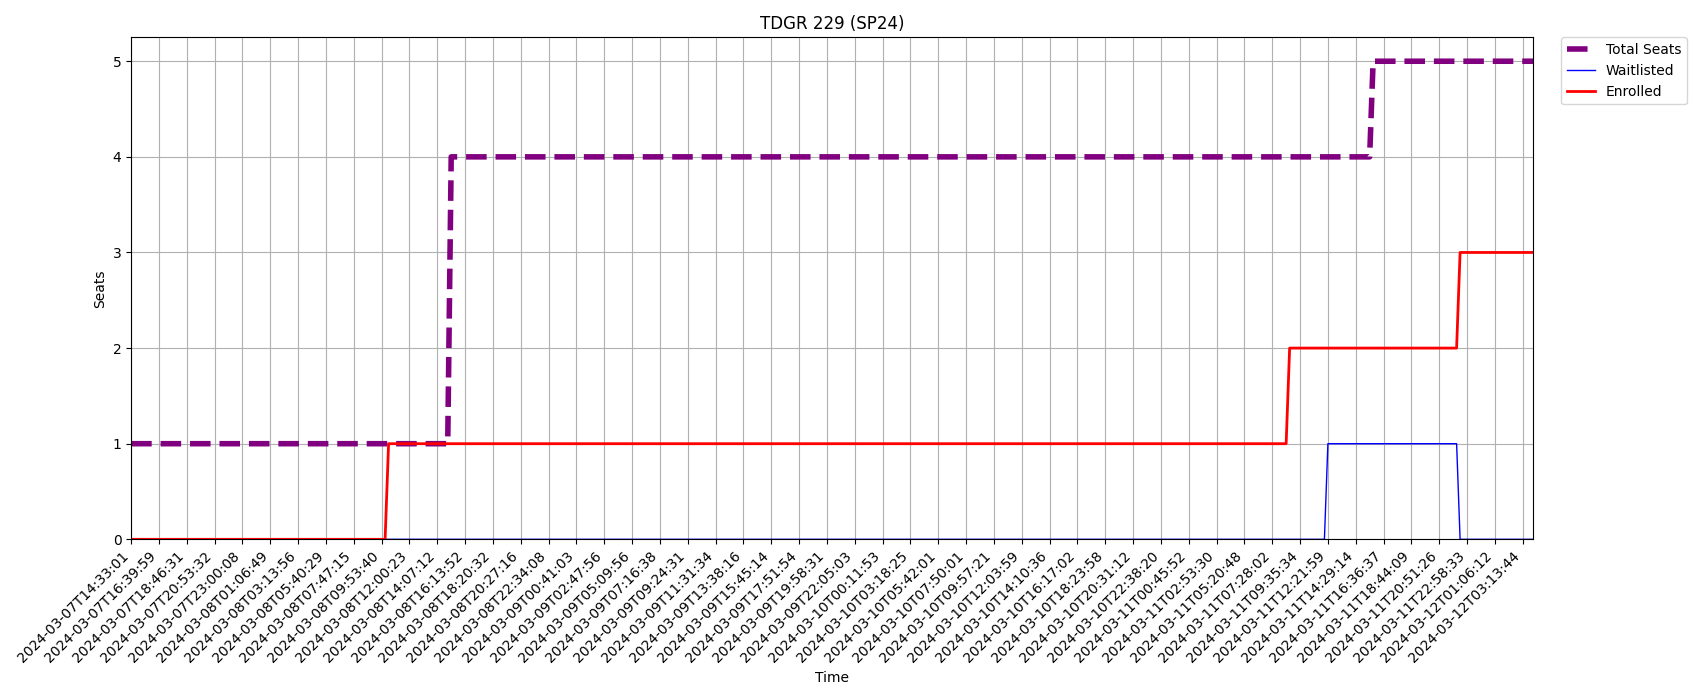 TDGR 229 (SP24)
Total Seats
Waitlisted
Enrolled
5
4
3
2
1
0
Seats
2024-03-07T14:33:01
2024-03-07T16:39:59
2024-03-07T18:46:31
2024-03-07T20:53:32
2024-03-07T23:00:08
2024-03-08T01:06:49
2024-03-08T03:13:56
2024-03-08T05:40:29
2024-03-08T07:47:15
2024-03-08T09:53:40
2024-03-08T12:00:23
2024-03-08T14:07:12
2024-03-08T16:13:52
2024-03-08T18:20:32
2024-03-08T20:27:16
2024-03-08T22:34:08
2024-03-09T00:41:03
2024-03-09T02:47:56
2024-03-09T05:09:56
2024-03-09T07:16:38
2024-03-09T09:24:31
2024-03-09T11:31:34
2024-03-09T13:38:16
2024-03-09T15:45:14
2024-03-09T17:51:54
2024-03-09T19:58:31
2024-03-09T22:05:03
2024-03-10T00:11:53
2024-03-10T03:18:25
2024-03-10T05:42:01
2024-03-10T07:50:01
2024-03-10T09:57:21
2024-03-10T12:03:59
2024-03-10T14:10:36
2024-03-10T16:17:02
2024-03-10T18:23:58
2024-03-10T20:31:12
2024-03-10T22:38:20
2024-03-11T00:45:52
2024-03-11T02:53:30
2024-03-11T05:20:48
2024-03-11T07:28:02
2024-03-11T09:35:34
2024-03-11T12:21:59
2024-03-11T14:29:14
2024-03-11T16:36:37
2024-03-11T18:44:09
2024-03-11T20:51:26
2024-03-11T22:58:33
2024-03-12T01:06:12
2024-03-12T03:13:44
Time